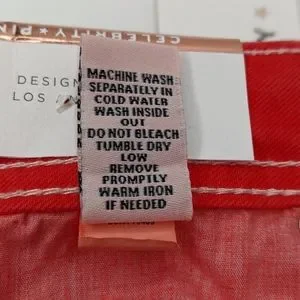 CELEBRITY★PIN
DESIGN
LOS AN
MACHINE WASH
SEPARATELY IN
COLD WATER
WASH INSIDE
OUT
DO NOT BLEACH
TUMBLE DRY
LOW
REMOVE
PROMPTLY
WARM IRON
IF NEEDED